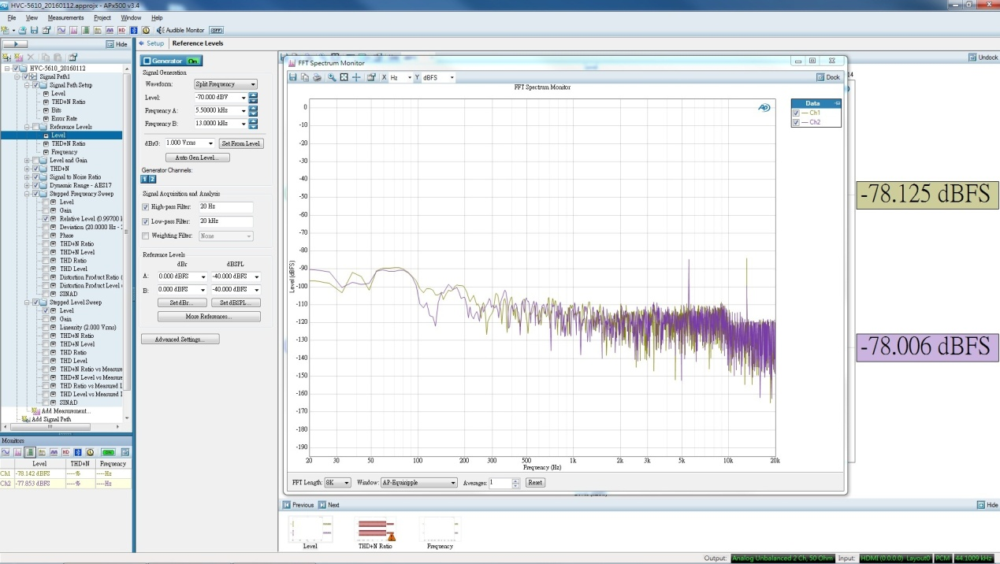 HVC-5610_20160112.approjx - APx500 v3.4
File View Measurements Project Window Help
Audible Monitor OFF
Hide
HVC-5610_20160112
Signal Path1
Signal Path Setup
Level
THD+N Ratio
Bits
Error Rate
Reference Levels
Level
THD+N Ratio
Frequency
Level and Gain
THD+N
Signal to Noise Ratio
Dynamic Range - AES17
Stepped Frequency Sweep
Level
Gain
Relative Level (0.99700 k
Deviation (20.0000 Hz -
Phase
THD+N Ratio
THD+N Level
THD Ratio
THD Level
Distortion Product Ratio (
Distortion Product Level
SINAD
Stepped Level Sweep
Level
Gain
Linearity (2.000 Vrms)
THD+N Ratio
THD+N Level
THD Ratio
THD Level
THD+N Ratio vs Measure
THD+N Level vs Measure
THD Ratio vs Measured I
THD Level vs Measured I
SINAD
Add Measurement...
Add Signal Path
Monitors
HD ON
Level THD+N Frequency
Ch1 -78.142 dBFS ----% ----Hz
Ch2 -77.853 dBFS ----% ----Hz
Setup Reference Levels
Generator On
Signal Generation
Waveform: Split Frequency
Level: -70.000 dBV
Frequency A: 5.50000 kHz
Frequency B: 13.0000 kHz
dBrG: 1.000 Vrms Set From Level
Auto Gen Level...
Generator Channels:
1 2
Signal Acquisition and Analysis
High-pass Filter: 20 Hz
Low-pass Filter: 20 kHz
Weighting Filter: None
Reference Levels
dBr dBSPL
A: 0.000 dBFS -40.000 dBFS
B: 0.000 dBFS -40.000 dBFS
Set dBr... Set dBSPL...
More References...
Advanced Settings...
Undock
FFT Spectrum Monitor
X Hz Y dBFS Dock
FFT Spectrum Monitor
AP
Data
Ch1
Ch2
Level (dBFS)
0
-10
-20
-30
-40
-50
-60
-70
-80
-90
-100
-110
-120
-130
-140
-150
-160
-170
-180
-190
20 30 50 100 200 300 500 1k 2k 3k 5k 10k 20k
Frequency (Hz)
FFT Length: 8K Window: AP-Equiripple Averages: 1 Reset
-78.125 dBFS
-78.006 dBFS
Previous Next Hide
Level THD+N Ratio Frequency
Output: Analog Unbalanced 2 Ch, 50 Ohm Input: HDMI (0.0.0.0) Layout0 PCM 44.1009 kHz